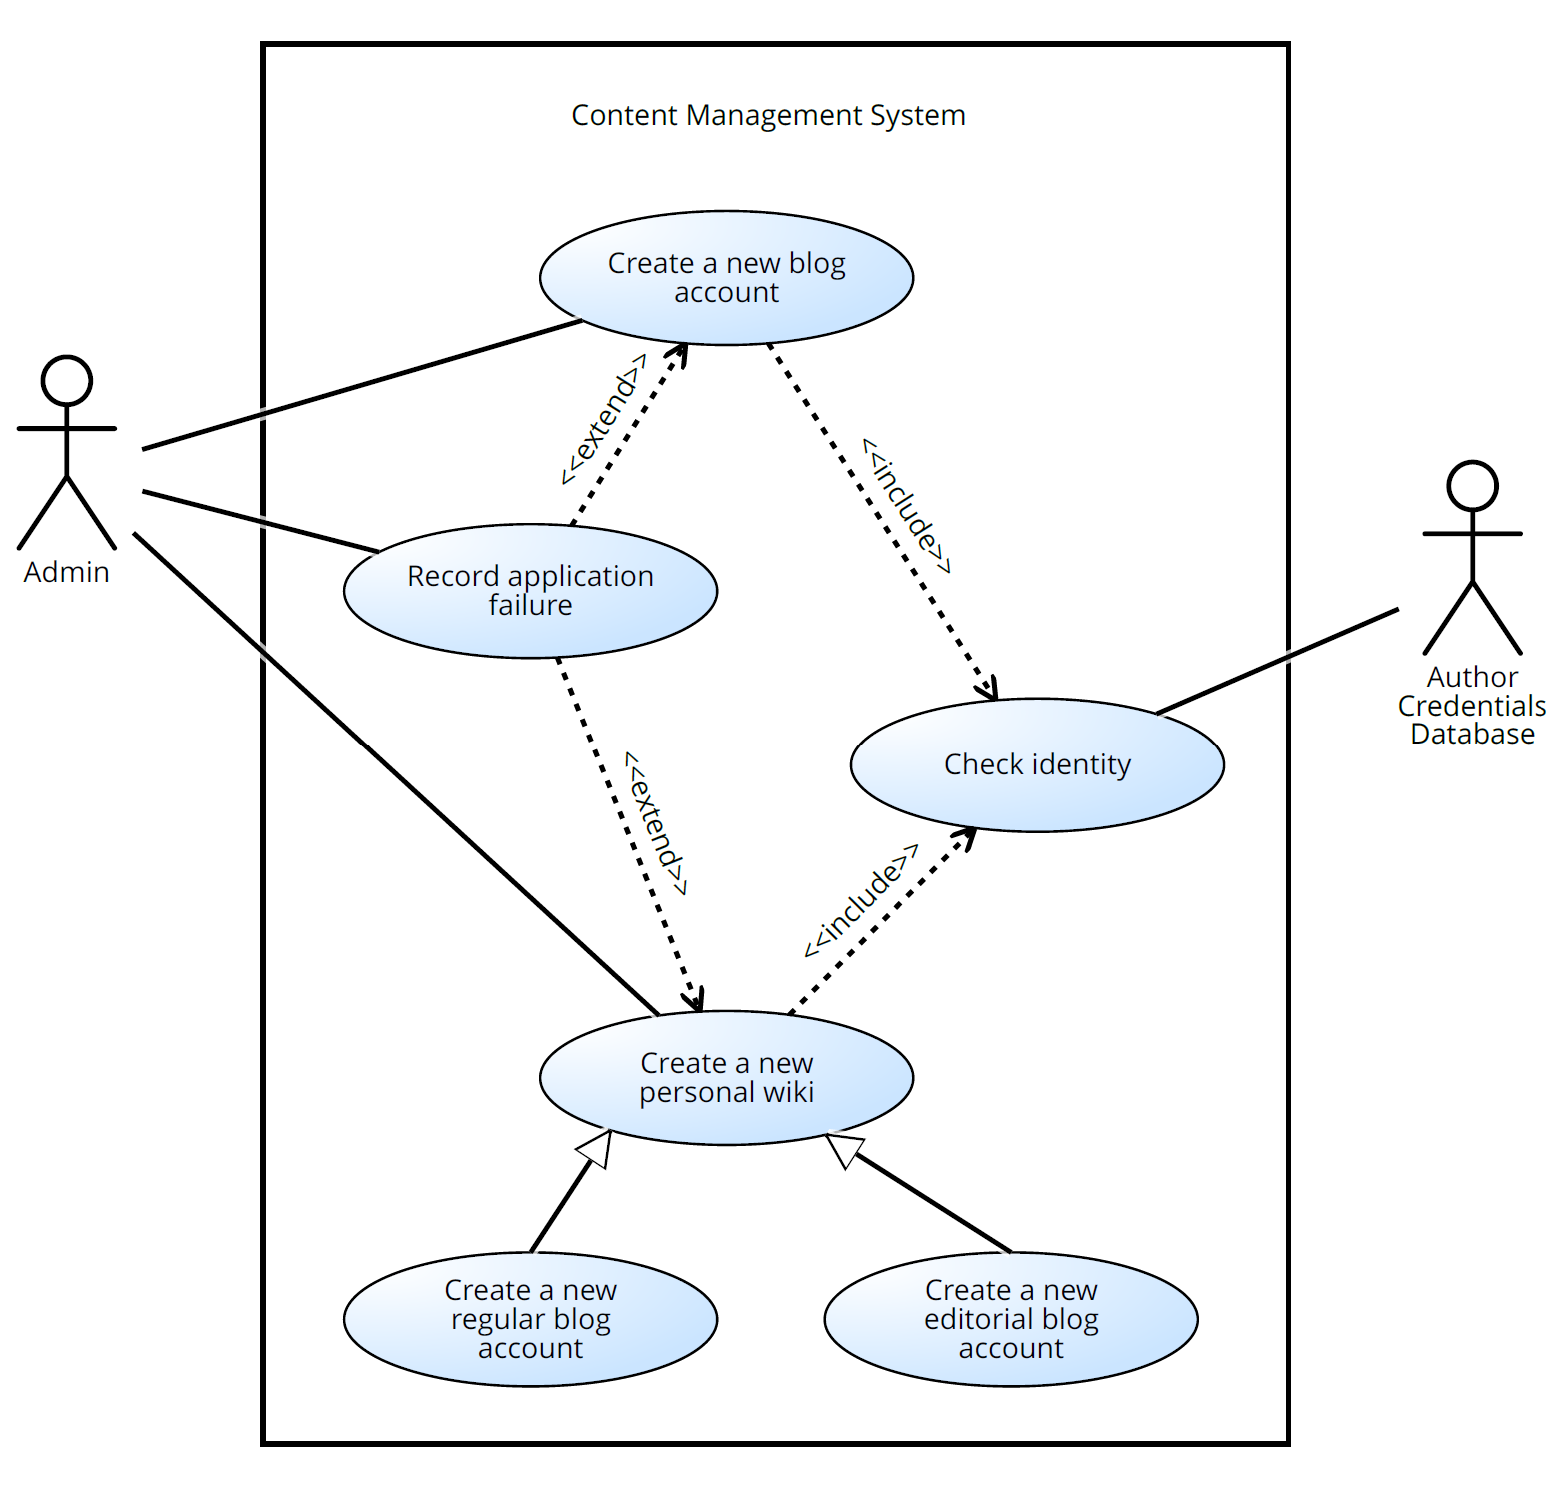 Content Management System
Create a new blog
account
<<extend>>
<<include>>
Admin
Record application
failure
Author
Credentials
Database
Check identity
<<extend>>
<<include>>
Create a new
personal wiki
Create a new
regular blog
account
Create a new
editorial blog
account